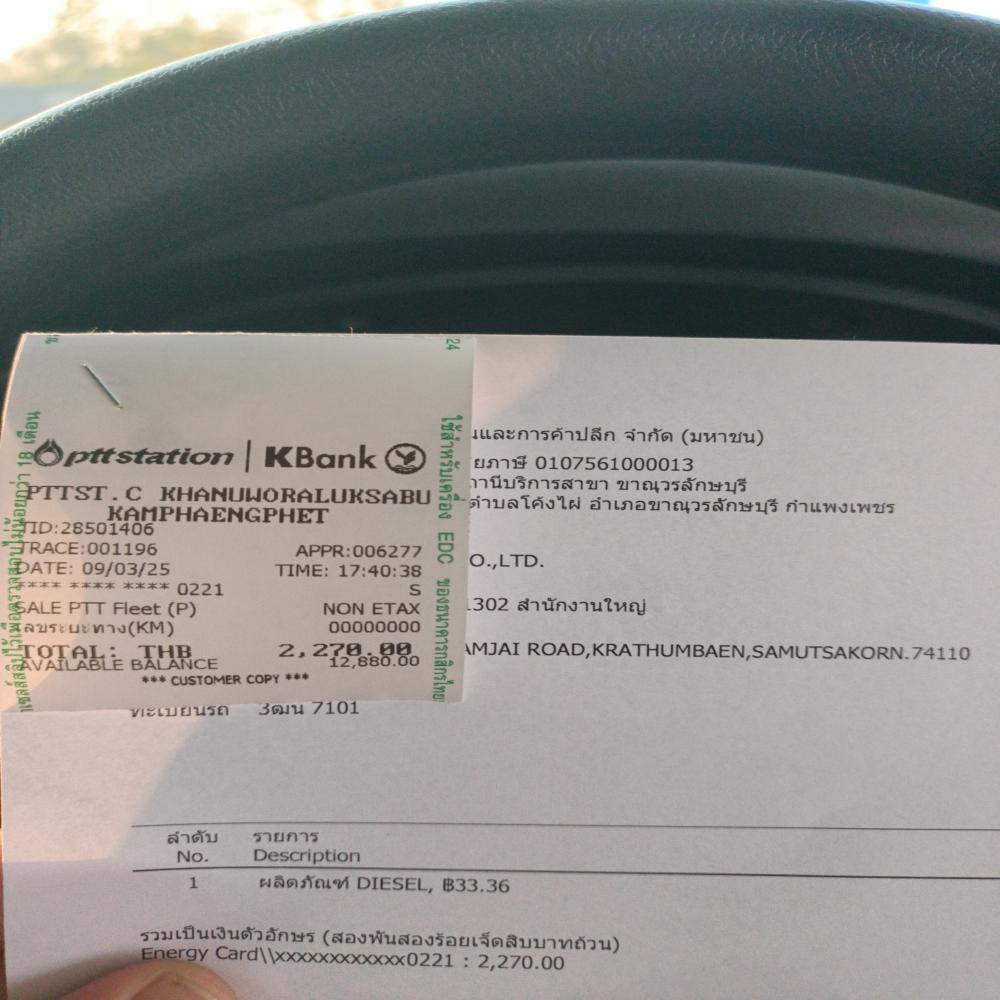 24
pttstation | KBank
PTTST.C KHANUWORALUKSABU
KAMPHAENGPHET
TID:28501406
TRACE:001196 APPR:006277
DATE: 09/03/25 TIME: 17:40:38
**** **** **** 0221 S
SALE PTT Fleet (P) NON ETAX
เลขระยะทาง(KM) 00000000
TOTAL: THB 2,270.00
AVAILABLE BALANCE 12,880.00
*** CUSTOMER COPY ***
ใช้สำหรับเครื่อง EDC ของธนาคารกสิกรไทย
18 เดือน
และการค้าปลีก จำกัด (มหาชน)
ยภาษี 0107561000013
านีบริการสาขา ขาณุวรลักษบุรี
ตำบลโค้งไผ่ อำเภอขาณุวรลักษบุรี กำแพงเพชร
O.,LTD.
1302 สำนักงานใหญ่
AMJAI ROAD,KRATHUMBAEN,SAMUTSAKORN.74110
ทะเบียนรถ 3ฒน 7101
ลำดับ รายการ
No. Description
1 ผลิตภัณฑ์ DIESEL, ฿33.36
รวมเป็นเงินตัวอักษร (สองพันสองร้อยเจ็ดสิบบาทถ้วน)
Energy Card\\xxxxxxxxxxxx0221 : 2,270.00